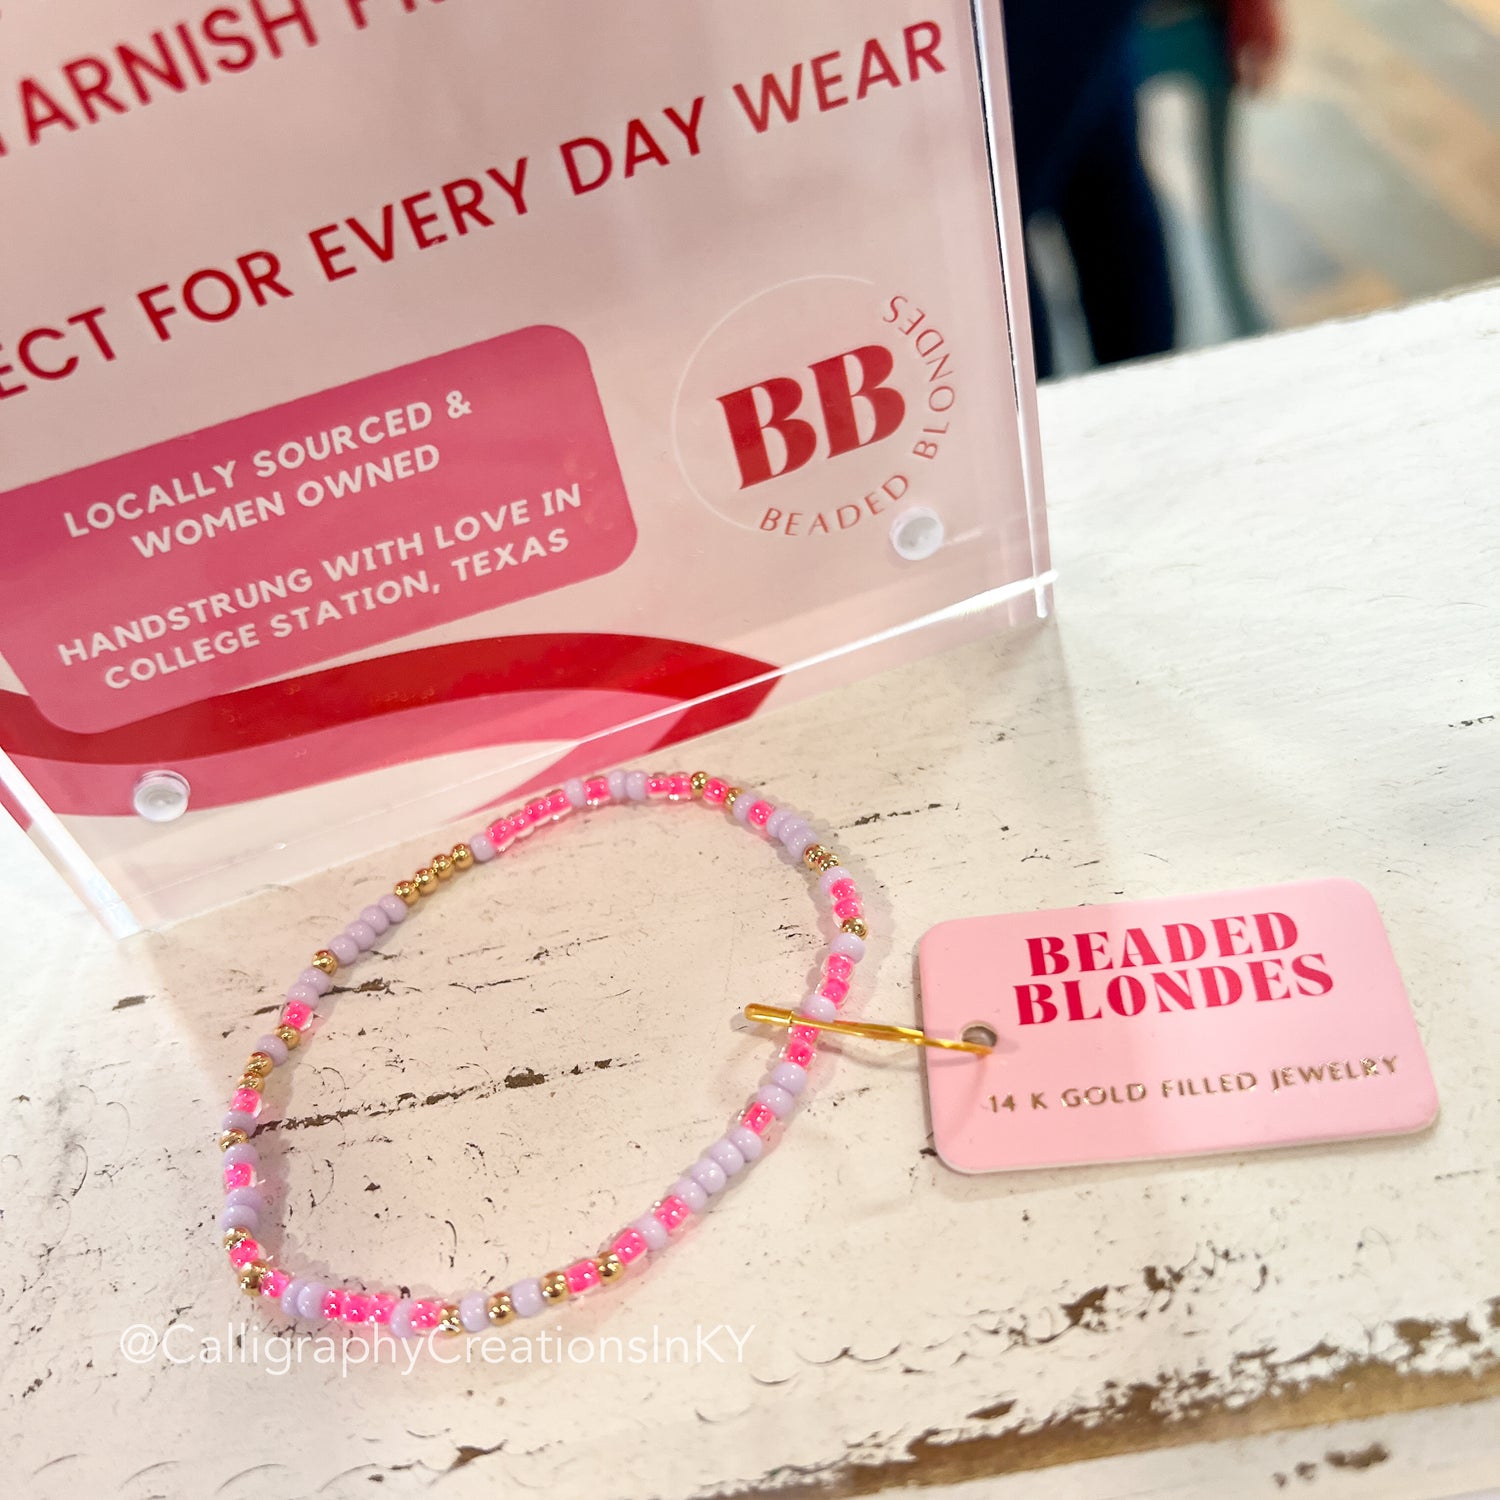 TARNISH
ECT FOR EVERY DAY WEAR
LOCALLY SOURCED &
WOMEN OWNED
HANDSTRUNG WITH LOVE IN
COLLEGE STATION, TEXAS
BB
BEADED BLONDES
BEADED
BLONDES
14 K GOLD FILLED JEWELRY
@CalligraphyCreationsInKY